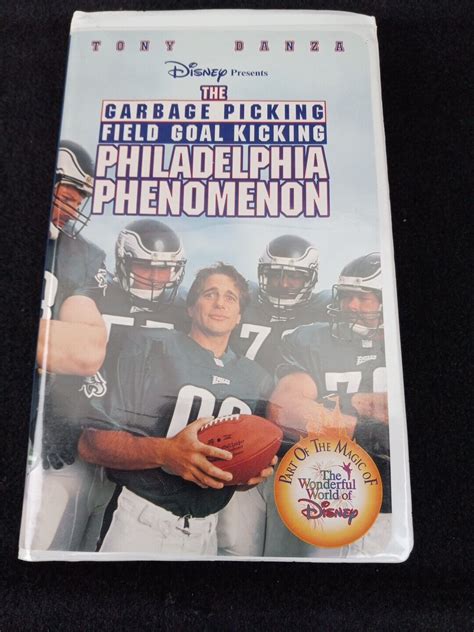 TONY DANZA
Disney Presents
THE
GARBAGE PICKING
FIELD GOAL KICKING
PHILADELPHIA
PHENOMENON
EAGLES
PART OF THE MAGIC OF
The
Wonderful
World of
Disney